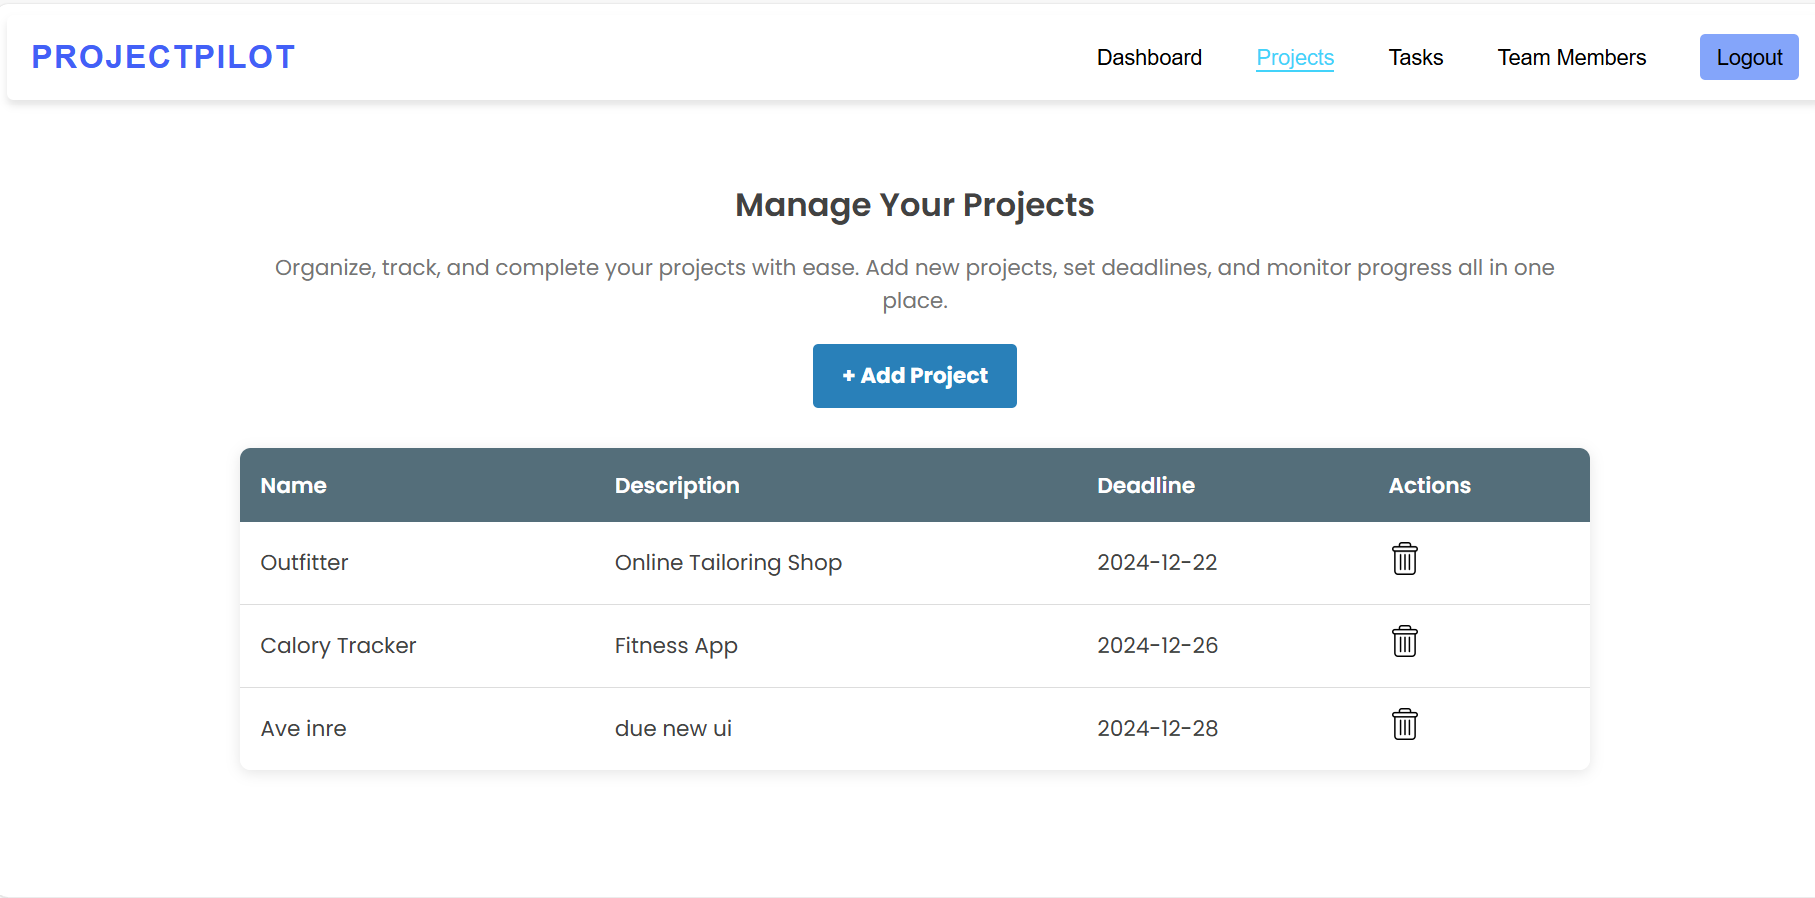 PROJECTPILOT
Dashboard Projects Tasks Team Members Logout
Manage Your Projects
Organize, track, and complete your projects with ease. Add new projects, set deadlines, and monitor progress all in one
place.
+ Add Project
Name Description Deadline Actions
Outfitter Online Tailoring Shop 2024-12-22
Calory Tracker Fitness App 2024-12-26
Ave inre due new ui 2024-12-28